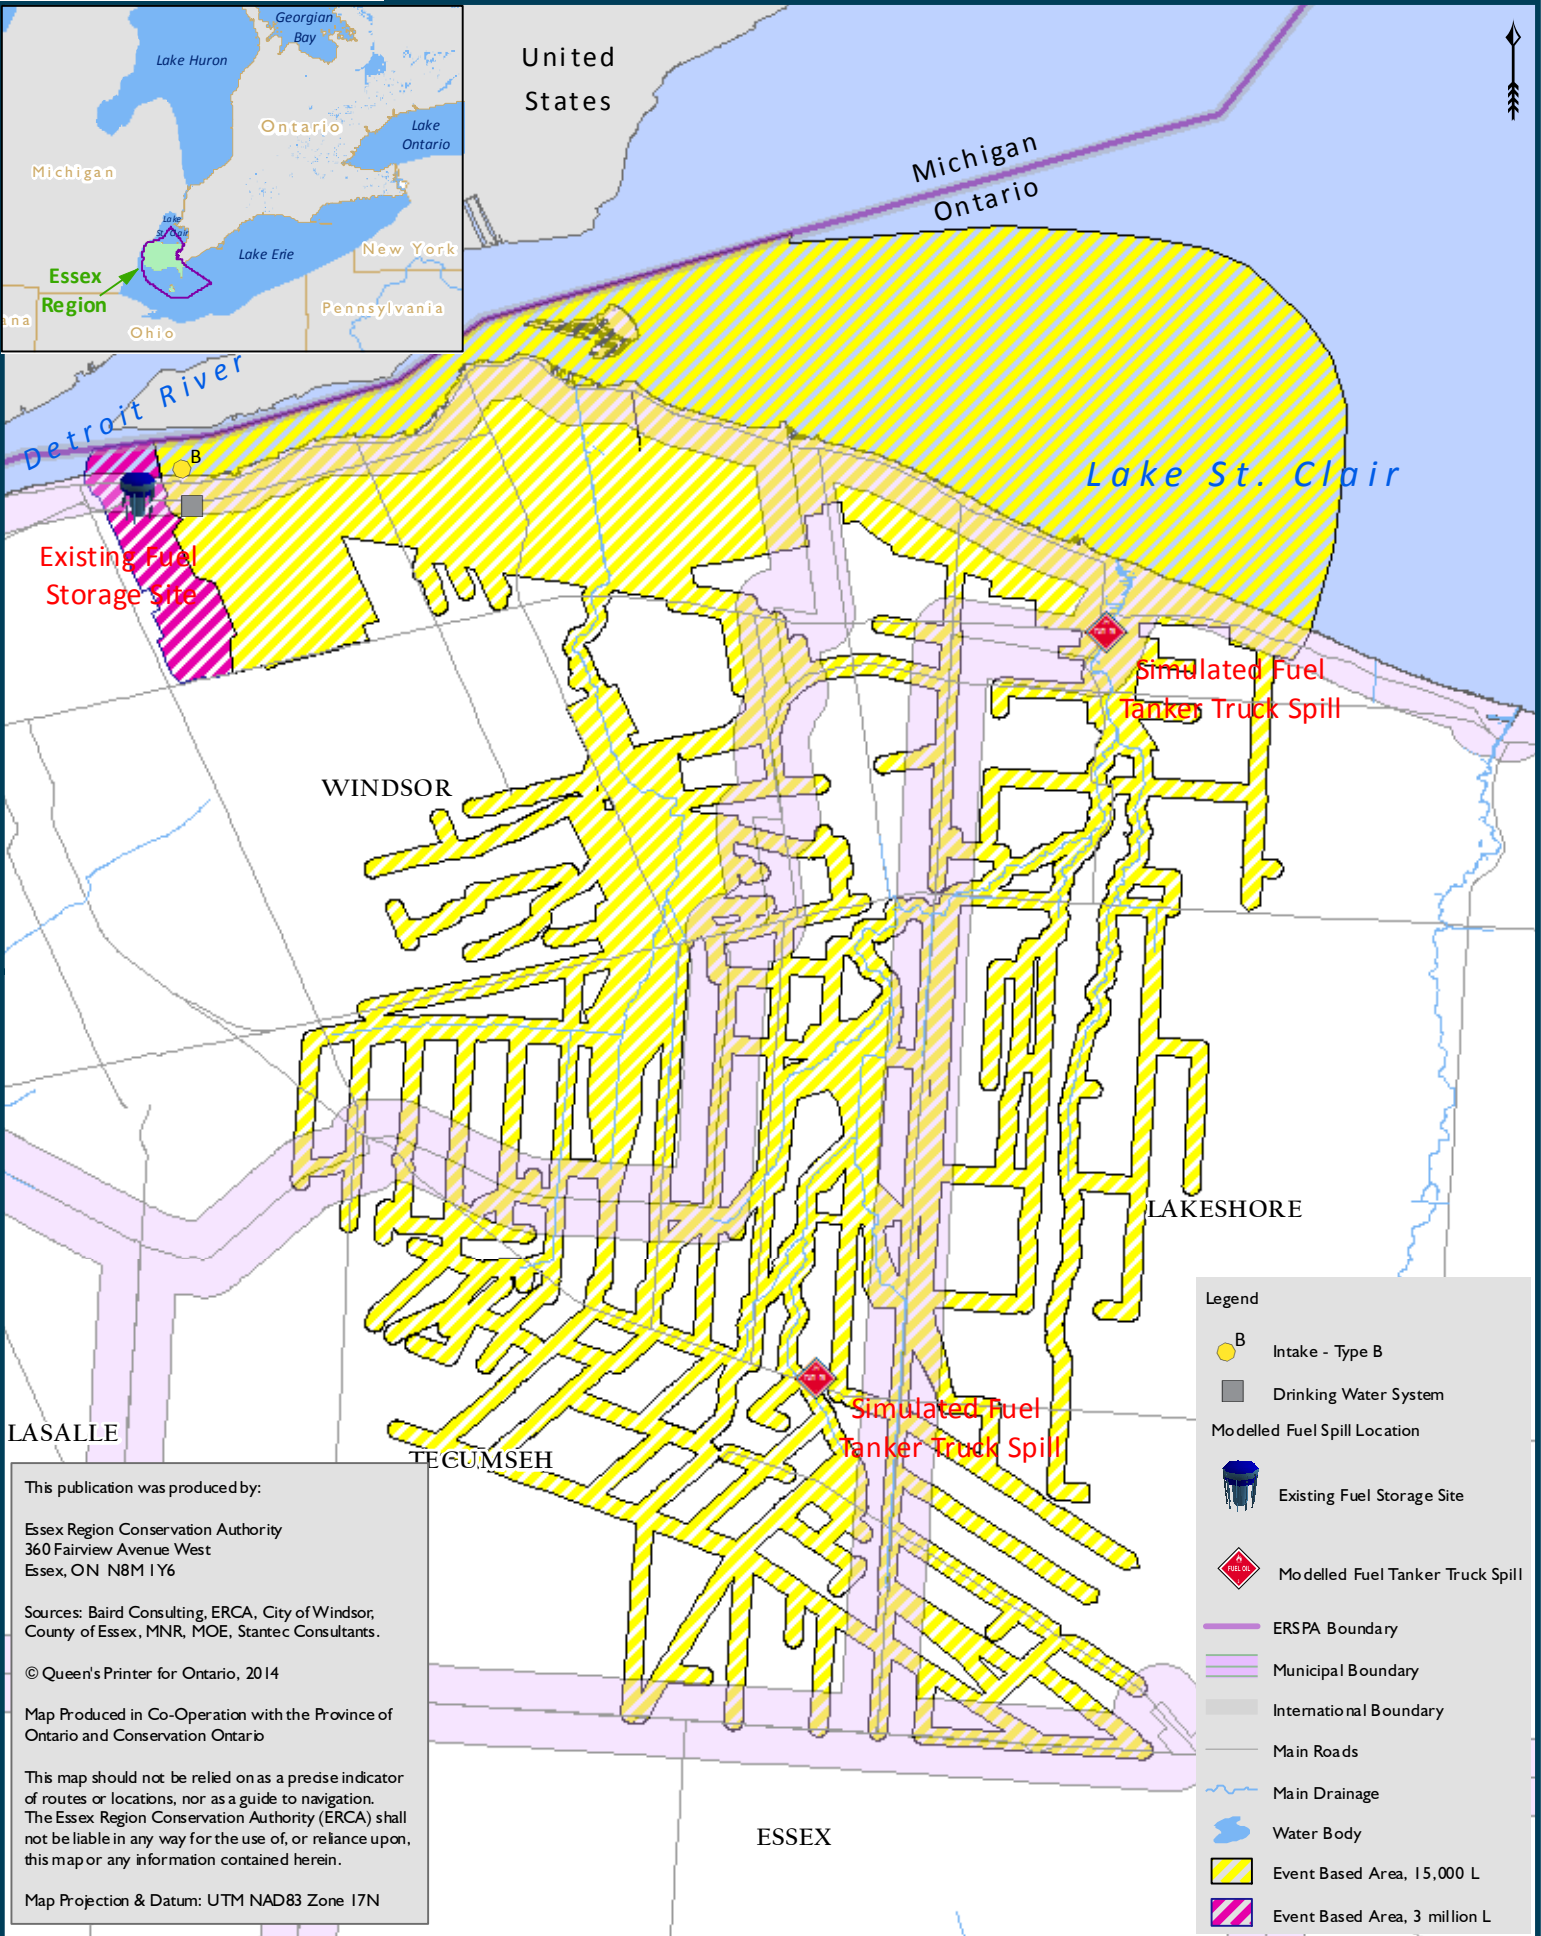 Georgian
Bay
Lake Huron
Ontario
Lake
Ontario
Michigan
Lake
St. Clair
Lake Erie
New York
Essex
Region
Pennsylvania
ana
Ohio
United
States
Michigan
Ontario
Detroit River
B
Lake St. Clair
Existing Fuel
Storage Site
Simulated Fuel
Tanker Truck Spill
WINDSOR
LAKESHORE
Simulated Fuel
Tanker Truck Spill
LASALLE
TECUMSEH
ESSEX
This publication was produced by:
Essex Region Conservation Authority
360 Fairview Avenue West
Essex, ON N8M 1Y6
Sources: Baird Consulting, ERCA, City of Windsor,
County of Essex, MNR, MOE, Stantec Consultants.
© Queen's Printer for Ontario, 2014
Map Produced in Co-Operation with the Province of
Ontario and Conservation Ontario
This map should not be relied on as a precise indicator
of routes or locations, nor as a guide to navigation.
The Essex Region Conservation Authority (ERCA) shall
not be liable in any way for the use of, or reliance upon,
this map or any information contained herein.
Map Projection & Datum: UTM NAD83 Zone 17N
Legend
B
Intake - Type B
Drinking Water System
Modelled Fuel Spill Location
Existing Fuel Storage Site
FUEL OIL
Modelled Fuel Tanker Truck Spill
ERSPA Boundary
Municipal Boundary
International Boundary
Main Roads
Main Drainage
Water Body
Event Based Area, 15,000 L
Event Based Area, 3 million L